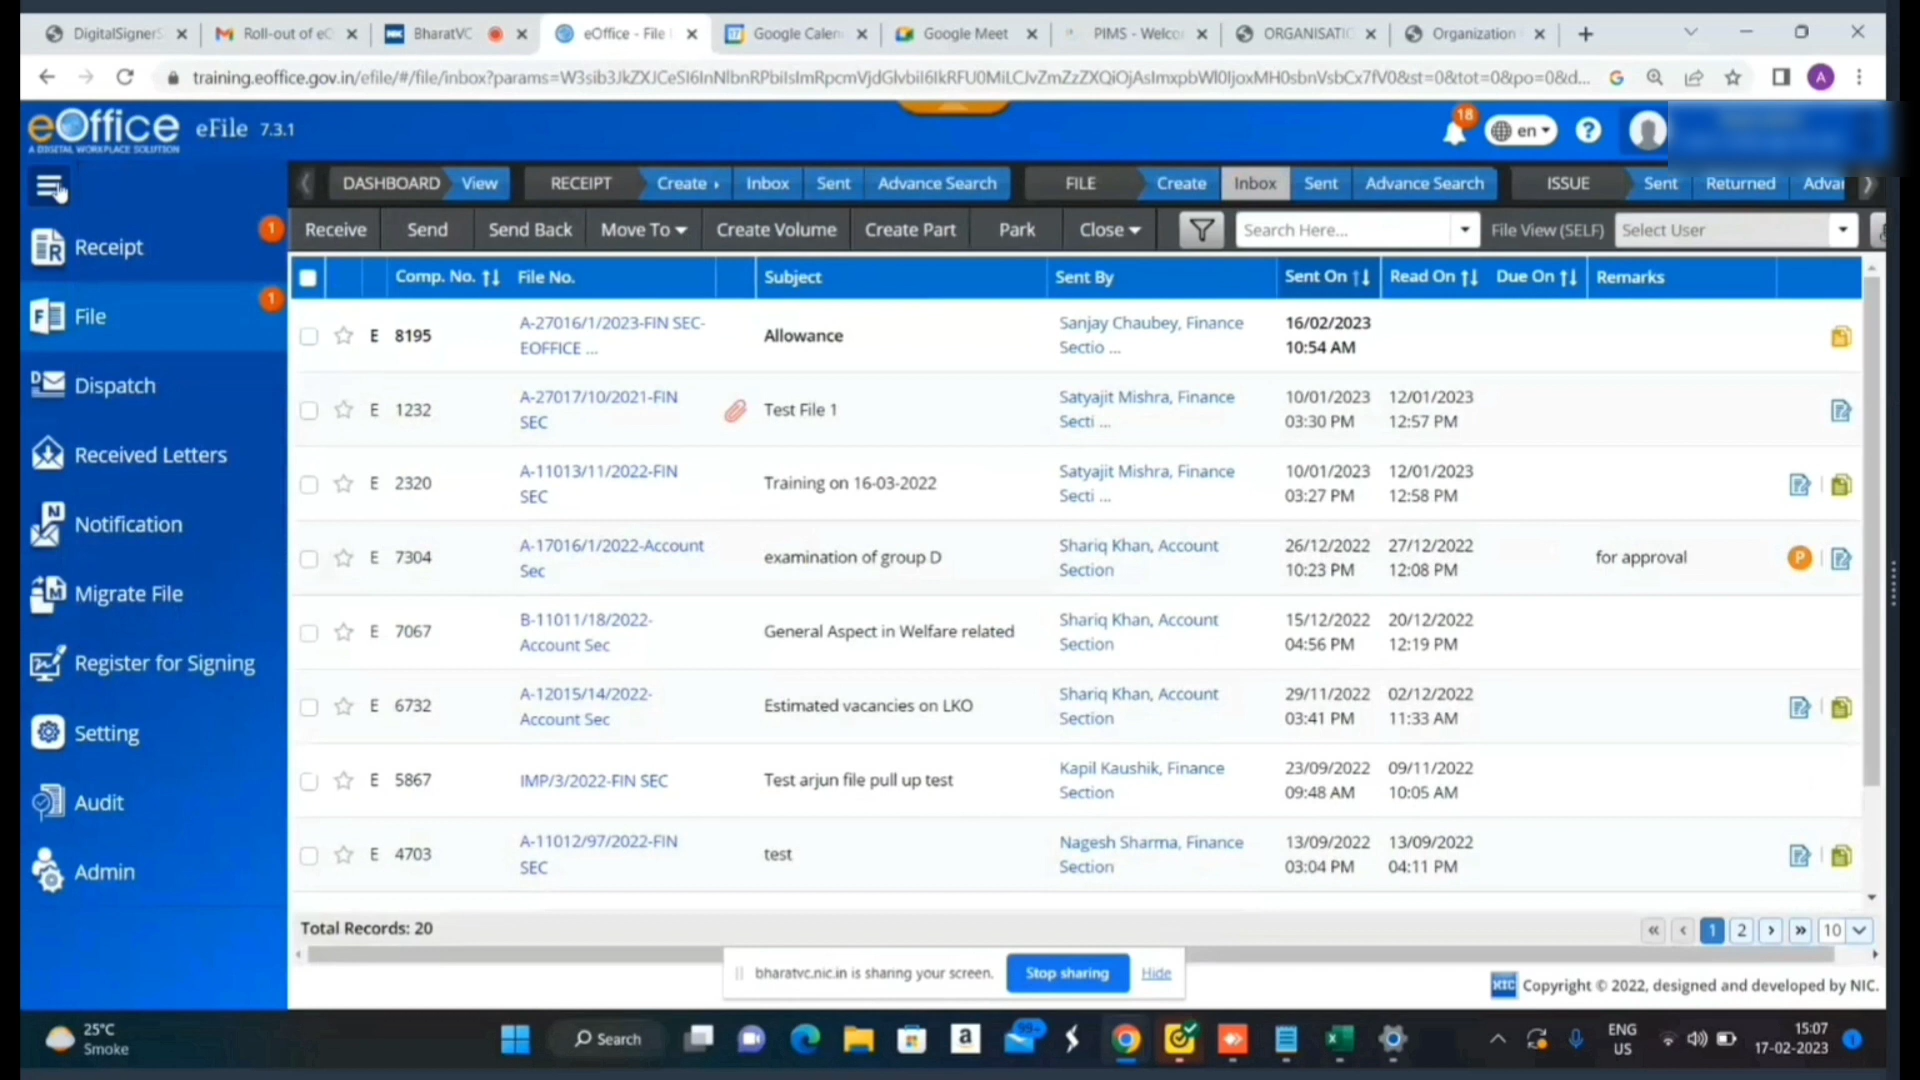 DigitalSignerS
Roll-out of eO
BharatVC
eOffice - File I
Google Calen
Google Meet
PIMS - Welco
ORGANISATIO
Organization
training.eoffice.gov.in/efile/#/file/inbox?params=
A
eOffice eFile 7.3.1
A DIGITAL WORKPLACE SOLUTION
18
en
?
DASHBOARD View RECEIPT Create Inbox Sent Advance Search FILE Create Inbox Sent Advance Search ISSUE Sent Returned Advan
Receive Send Send Back Move To Create Volume Create Part Park Close Search Here... File View (SELF) Select User
Receipt 1
File 1
Dispatch
Received Letters
Notification
Migrate File
Register for Signing
Setting
Audit
Admin
Comp. No. File No. Subject Sent By Sent On Read On Due On Remarks
E 8195 A-27016/1/2023-FIN SEC- Allowance Sanjay Chaubey, Finance 16/02/2023
EOFFICE ... Sectio ... 10:54 AM
E 1232 A-27017/10/2021-FIN Test File 1 Satyajit Mishra, Finance 10/01/2023 12/01/2023
SEC Secti ... 03:30 PM 12:57 PM
E 2320 A-11013/11/2022-FIN Training on 16-03-2022 Satyajit Mishra, Finance 10/01/2023 12/01/2023
SEC Secti ... 03:27 PM 12:58 PM
E 7304 A-17016/1/2022-Account examination of group D Shariq Khan, Account 26/12/2022 27/12/2022 for approval P
Sec Section 10:23 PM 12:08 PM
E 7067 B-11011/18/2022- General Aspect in Welfare related Shariq Khan, Account 15/12/2022 20/12/2022
Account Sec Section 04:56 PM 12:19 PM
E 6732 A-12015/14/2022- Estimated vacancies on LKO Shariq Khan, Account 29/11/2022 02/12/2022
Account Sec Section 03:41 PM 11:33 AM
E 5867 IMP/3/2022-FIN SEC Test arjun file pull up test Kapil Kaushik, Finance 23/09/2022 09/11/2022
Section 09:48 AM 10:05 AM
E 4703 A-11012/97/2022-FIN test Nagesh Sharma, Finance 13/09/2022 13/09/2022
SEC Section 03:04 PM 04:11 PM
Total Records: 20
« ‹ 1 2 › » 10
bharatvc.nic.in is sharing your screen. Stop sharing Hide
NIC Copyright © 2022, designed and developed by NIC.
25°C
Smoke
Search
99+
ENG
US
15:07
17-02-2023
1